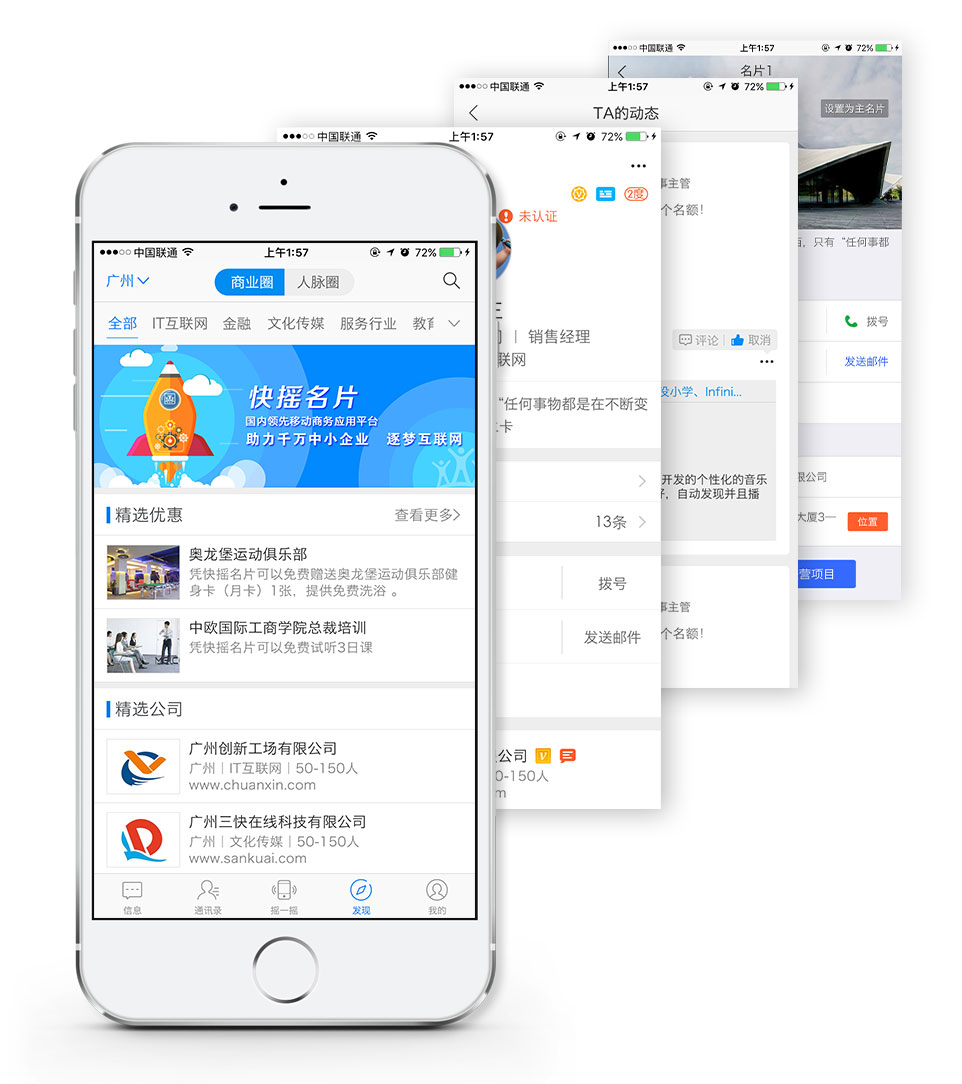 中国联通 上午1:57 72%
广州 商业圈 人脉圈
全部 IT互联网 金融 文化传媒 服务行业 教育
快摇名片
国内领先移动商务应用平台
助力千万中小企业 逐梦互联网
精选优惠 查看更多>
奥龙堡运动俱乐部
凭快摇名片可以免费赠送奥龙堡运动俱乐部健
身卡（月卡）1张，提供免费洗浴 。
中欧国际工商学院总裁培训
凭快摇名片可以免费试听3日课
精选公司
广州创新工场有限公司
广州｜IT互联网｜50-150人
www.chuanxin.com
广州三快在线科技有限公司
广州｜文化传媒｜50-150人
www.sankuai.com
信息 通讯录 摇一摇 发现 我的
中国联通 上午1:57 72%
2度
未认证
｜ 销售经理
联网
“任何事物都是在不断变
卡
13条
拨号
发送邮件
公司 V
0-150人
m
中国联通 上午1:57 72%
TA的动态
事主管
个名额！
评论 取消
没小学、Infini...
开发的个性化的音乐
，自动发现并且播
事主管
个名额！
中国联通 上午1:57 72%
名片1
设置为主名片
，只有“任何事都
拨号
发送邮件
限公司
大厦3一
位置
营项目